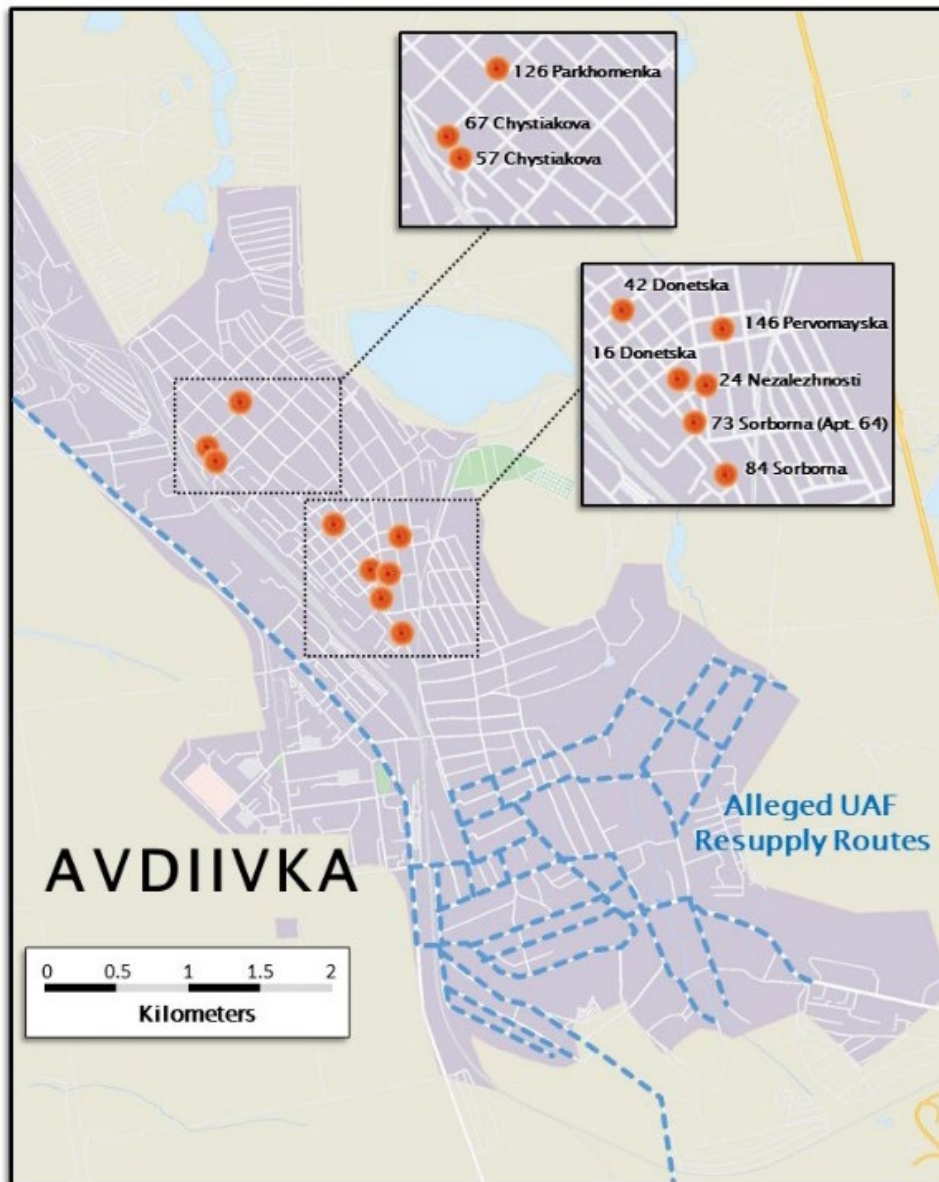 126 Parkhomenka
67 Chystiakova
57 Chystiakova
42 Donetska
146 Pervomayska
16 Donetska
24 Nezalezhnosti
73 Sorborna (Apt. 64)
84 Sorborna
Alleged UAF
Resupply Routes
AVDIIVKA
0 0.5 1 1.5 2
Kilometers